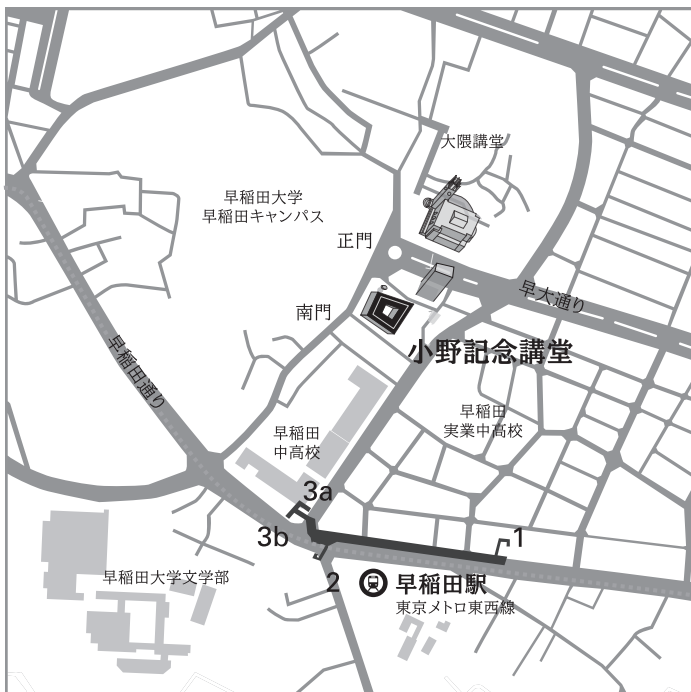 大隈講堂
早稲田大学
早稲田キャンパス
正門
早大通り
南門
小野記念講堂
早稲田通り
早稲田
実業中高校
早稲田
中高校
3a
3b
1
2
早稲田駅
東京メトロ東西線
早稲田大学文学部